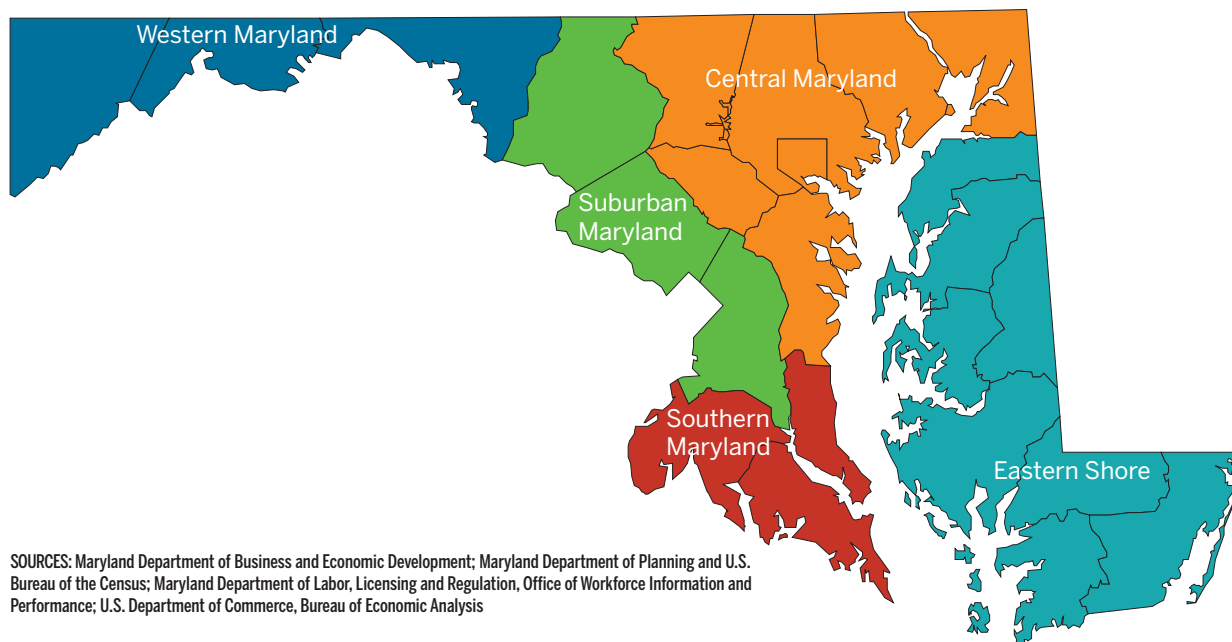 Western Maryland
Central Maryland
Suburban
Maryland
Southern
Maryland
Eastern Shore
SOURCES: Maryland Department of Business and Economic Development; Maryland Department of Planning and U.S.
Bureau of the Census; Maryland Department of Labor, Licensing and Regulation, Office of Workforce Information and
Performance; U.S. Department of Commerce, Bureau of Economic Analysis